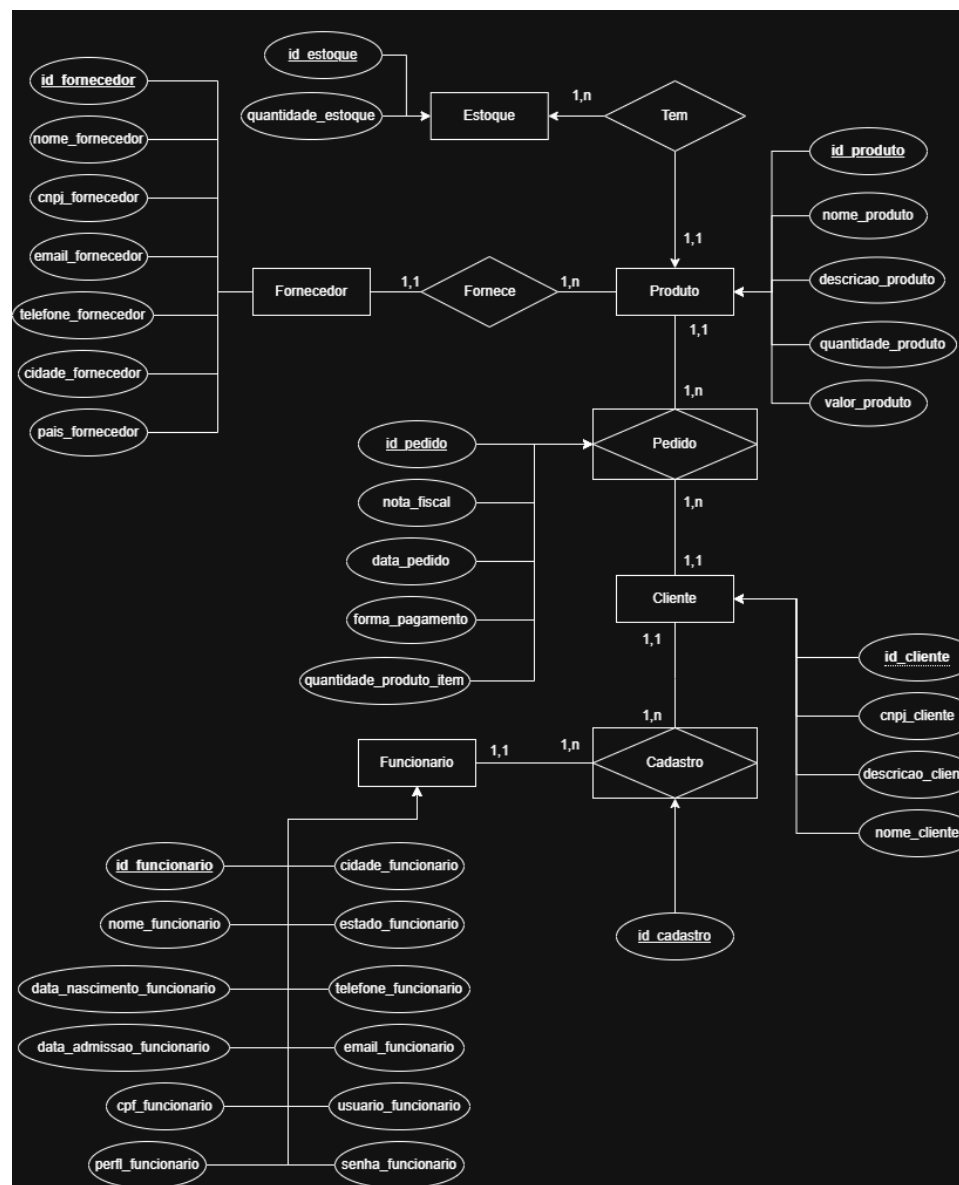 id_estoque
id_fornecedor
1,n
quantidade_estoque
Estoque
Tem
nome_fornecedor
id_produto
cnpj_fornecedor
nome_produto
email_fornecedor
1,1
descricao_produto
Fornecedor
1,1
Fornece
1,n
Produto
telefone_fornecedor
1,1
quantidade_produto
cidade_fornecedor
1,n
valor_produto
pais_fornecedor
id_pedido
Pedido
nota_fiscal
1,n
data_pedido
1,1
Cliente
forma_pagamento
1,1
id_cliente
quantidade_produto_item
1,n
cnpj_cliente
Funcionario
1,1
1,n
Cadastro
descricao_clien
nome_cliente
id_funcionario
cidade_funcionario
nome_funcionario
estado_funcionario
id_cadastro
data_nascimento_funcionario
telefone_funcionario
data_admissao_funcionario
email_funcionario
cpf_funcionario
usuario_funcionario
perfl_funcionario
senha_funcionario